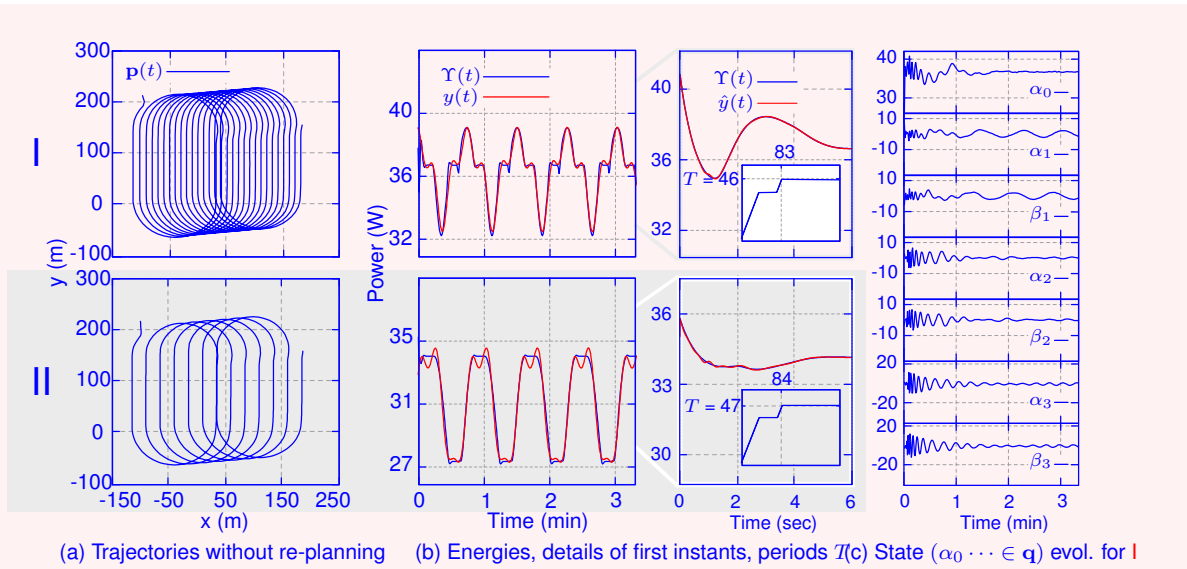 300
200
100
0
-100
y (m)
p(t)
I
39
36
32
Power (W)
Υ(t)
y(t)
40
36
32
Υ(t)
ŷ(t)
83
T = 46
40
30
α0
10
-10
α1
10
-10
β1
10
-10
α2
10
-10
β2
20
-20
α3
20
-20
β3
0 1 2 3
Time (min)
II
300
200
100
0
-100
-150 -50 50 150 250
x (m)
35
31
27
0 1 2 3
Time (min)
36
33
30
84
T = 47
0 2 4 6
Time (sec)
(a) Trajectories without re-planning
(b) Energies, details of first instants, periods T
(c) State (α0 ⋯ ∈ q) evol. for I